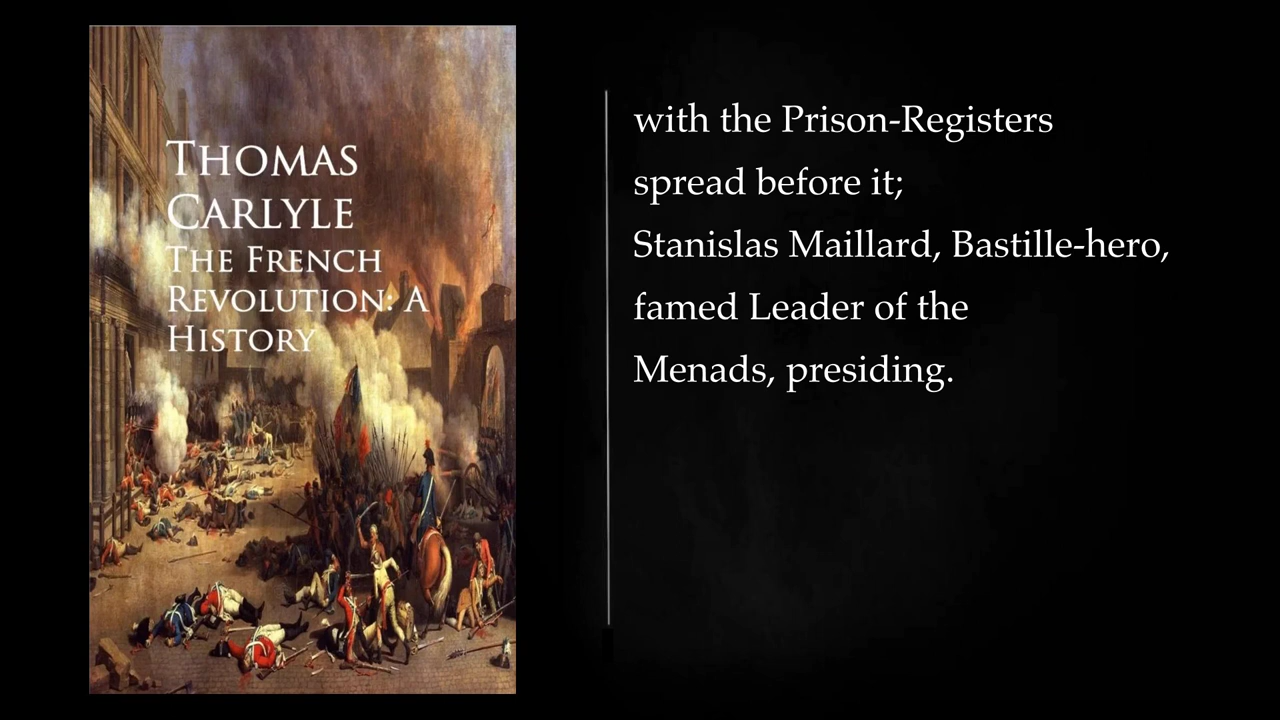 THOMAS
CARLYLE
THE FRENCH
REVOLUTION: A
HISTORY
with the Prison-Registers
spread before it;
Stanislas Maillard, Bastille-hero,
famed Leader of the
Menads, presiding.